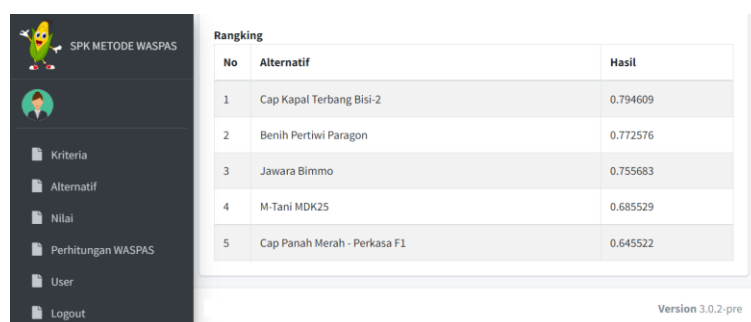 SPK METODE WASPAS
Kriteria
Alternatif
Nilai
Perhitungan WASPAS
User
Logout
Rangking
No Alternatif Hasil
1 Cap Kapal Terbang Bisi-2 0.794609
2 Benih Pertiwi Paragon 0.772576
3 Jawara Bimmo 0.755683
4 M-Tani MDK25 0.685529
5 Cap Panah Merah - Perkasa F1 0.645522
Version 3.0.2-pre